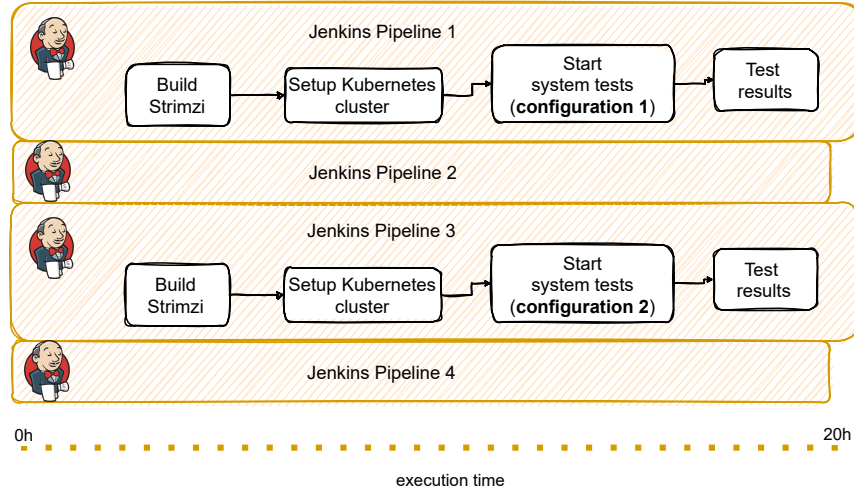 Jenkins Pipeline 1
Build
Strimzi
Setup Kubernetes
cluster
Start
system tests
(configuration 1)
Test
results
Jenkins Pipeline 2
Jenkins Pipeline 3
Build
Strimzi
Setup Kubernetes
cluster
Start
system tests
(configuration 2)
Test
results
Jenkins Pipeline 4
0h
20h
execution time